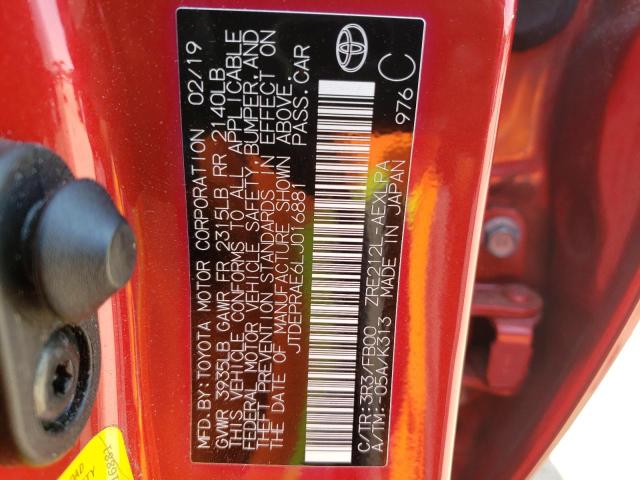 MFD. BY: TOYOTA MOTOR CORPORATION 02/19
GVWR 3935LB GAWR FR 2315LB RR 2140LB
THIS VEHICLE CONFORMS TO ALL APPLICABLE
FEDERAL MOTOR VEHICLE SAFETY, BUMPER, AND
THEFT PREVENTION STANDARDS IN EFFECT ON
THE DATE OF MANUFACTURE SHOWN ABOVE.
JTDEPRAE6LJ016881 PASS. CAR
976 C
C/TR: 3R3 /FB00 ZRE212L-AEXLPA
A/TM: -05A/K313 MADE IN JAPAN